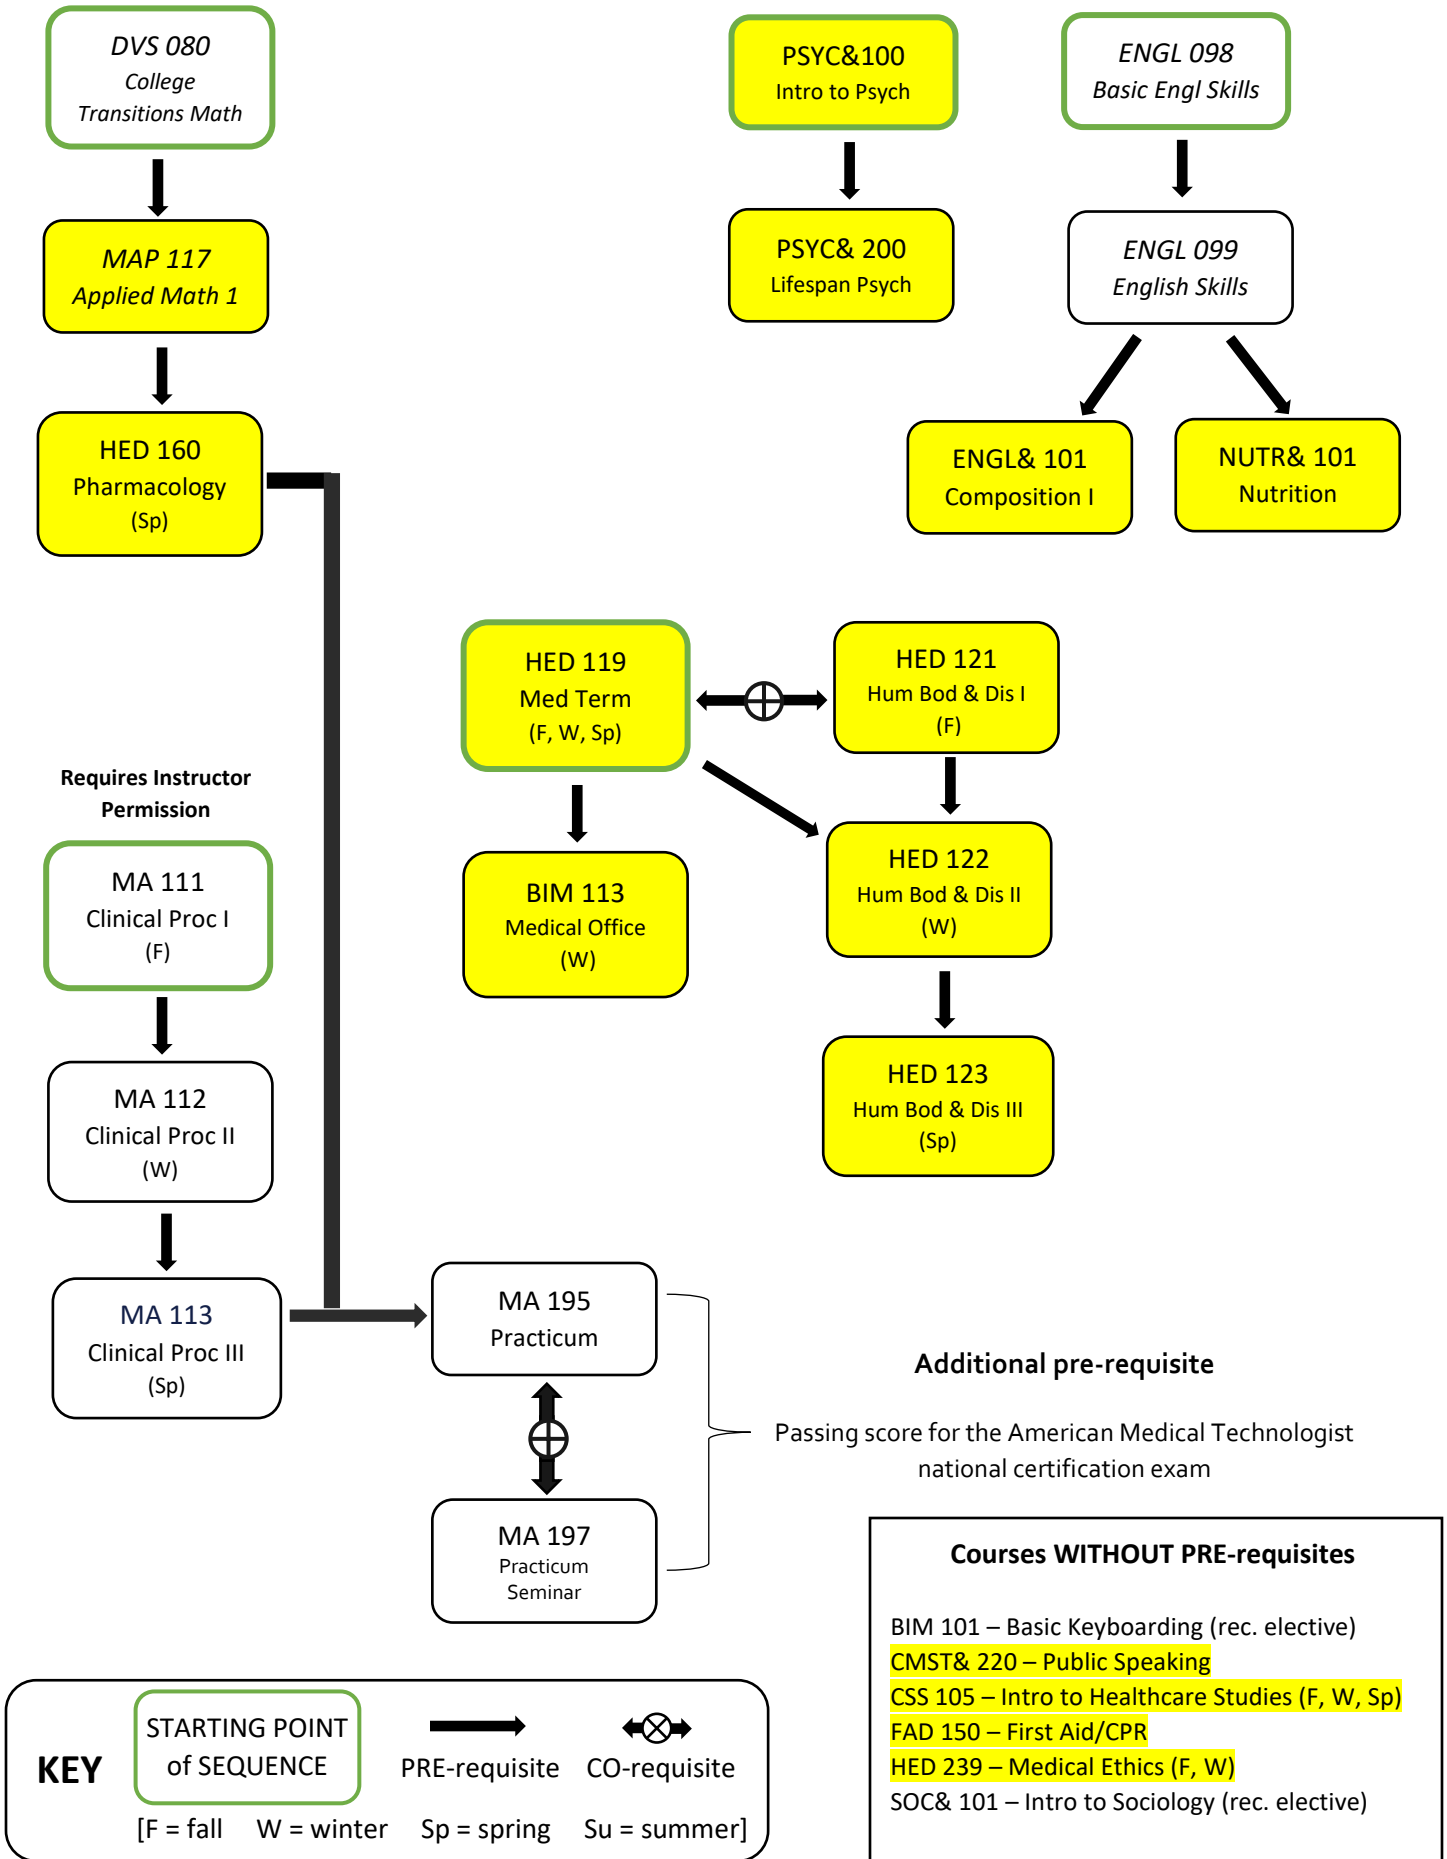 DVS 080
College
Transitions Math
PSYC&100
Intro to Psych
ENGL 098
Basic Engl Skills
MAP 117
Applied Math 1
PSYC& 200
Lifespan Psych
ENGL 099
English Skills
HED 160
Pharmacology
(Sp)
ENGL& 101
Composition I
NUTR& 101
Nutrition
HED 119
Med Term
(F, W, Sp)
HED 121
Hum Bod & Dis I
(F)
Requires Instructor
Permission
MA 111
Clinical Proc I
(F)
BIM 113
Medical Office
(W)
HED 122
Hum Bod & Dis II
(W)
MA 112
Clinical Proc II
(W)
HED 123
Hum Bod & Dis III
(Sp)
MA 113
Clinical Proc III
(Sp)
MA 195
Practicum
Additional pre-requisite
Passing score for the American Medical Technologist
national certification exam
MA 197
Practicum
Seminar
Courses WITHOUT PRE-requisites
BIM 101 – Basic Keyboarding (rec. elective)
CMST& 220 – Public Speaking
CSS 105 – Intro to Healthcare Studies (F, W, Sp)
FAD 150 – First Aid/CPR
HED 239 – Medical Ethics (F, W)
SOC& 101 – Intro to Sociology (rec. elective)
KEY
STARTING POINT
of SEQUENCE
PRE-requisite
CO-requisite
[F = fall W = winter Sp = spring Su = summer]